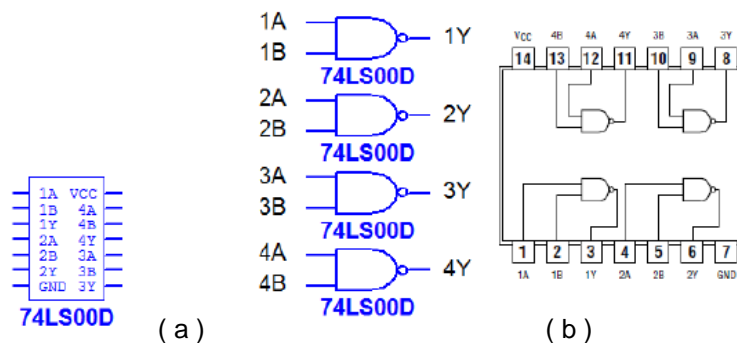 1A VCC
1B 4A
1Y 4B
2A 4Y
2B 3A
2Y 3B
GND 3Y
74LS00D
( a )
1A
1B
1Y
74LS00D
2A
2B
2Y
74LS00D
3A
3B
3Y
74LS00D
4A
4B
4Y
74LS00D
VCC 4B 4A 4Y 3B 3A 3Y
14 13 12 11 10 9 8
1 2 3 4 5 6 7
1A 1B 1Y 2A 2B 2Y GND
( b )